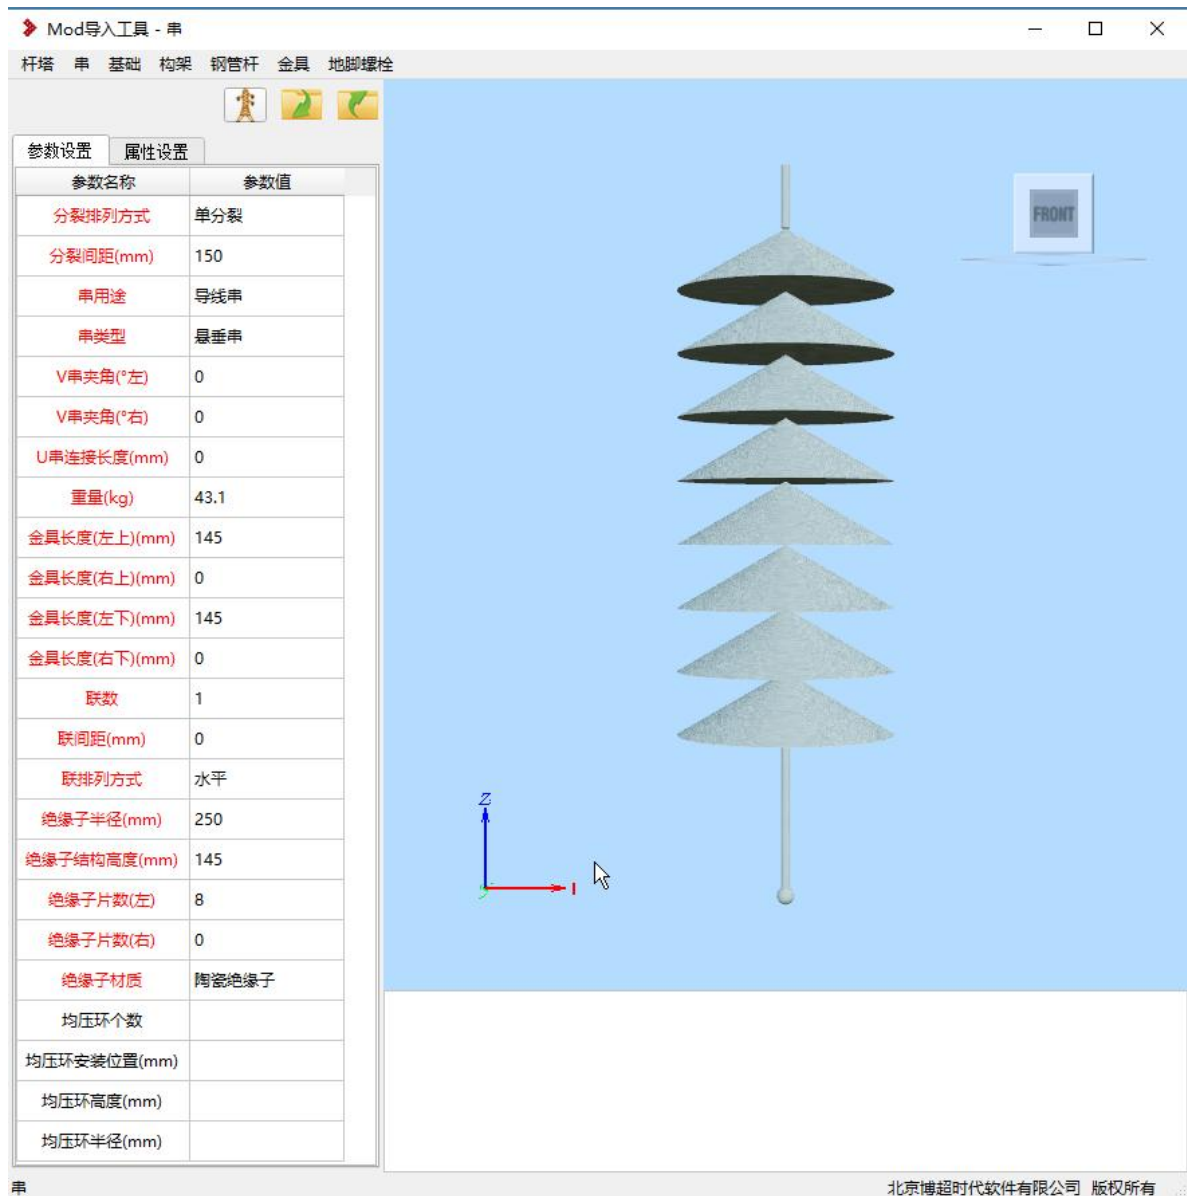 Mod导入工具 - 串
杆塔 串 基础 构架 钢管杆 金具 地脚螺栓
参数设置 属性设置
参数名称 参数值
分裂排列方式 单分裂
分裂间距(mm) 150
串用途 导线串
串类型 悬垂串
V串夹角(°左) 0
V串夹角(°右) 0
U串连接长度(mm) 0
重量(kg) 43.1
金具长度(左上)(mm) 145
金具长度(右上)(mm) 0
金具长度(左下)(mm) 145
金具长度(右下)(mm) 0
联数 1
联间距(mm) 0
联排列方式 水平
绝缘子半径(mm) 250
绝缘子结构高度(mm) 145
绝缘子片数(左) 8
绝缘子片数(右) 0
绝缘子材质 陶瓷绝缘子
均压环个数
均压环安装位置(mm)
均压环高度(mm)
均压环半径(mm)
FRONT
Z
串
北京博超时代软件有限公司 版权所有